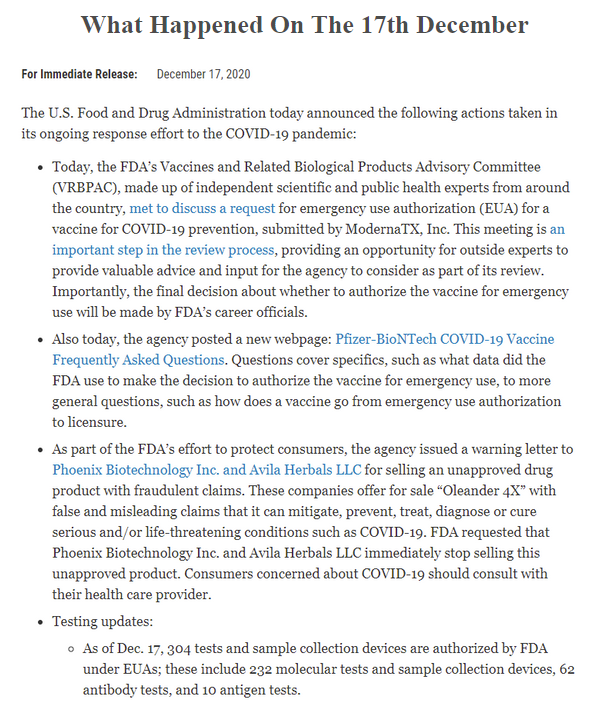 What Happened On The 17th December
For Immediate Release: December 17, 2020
The U.S. Food and Drug Administration today announced the following actions taken in
its ongoing response effort to the COVID-19 pandemic:
• Today, the FDA’s Vaccines and Related Biological Products Advisory Committee
(VRBPAC), made up of independent scientific and public health experts from around
the country, met to discuss a request for emergency use authorization (EUA) for a
vaccine for COVID-19 prevention, submitted by ModernaTX, Inc. This meeting is an
important step in the review process, providing an opportunity for outside experts to
provide valuable advice and input for the agency to consider as part of its review.
Importantly, the final decision about whether to authorize the vaccine for emergency
use will be made by FDA’s career officials.
• Also today, the agency posted a new webpage: Pfizer-BioNTech COVID-19 Vaccine
Frequently Asked Questions. Questions cover specifics, such as what data did the
FDA use to make the decision to authorize the vaccine for emergency use, to more
general questions, such as how does a vaccine go from emergency use authorization
to licensure.
• As part of the FDA’s effort to protect consumers, the agency issued a warning letter to
Phoenix Biotechnology Inc. and Avila Herbals LLC for selling an unapproved drug
product with fraudulent claims. These companies offer for sale “Oleander 4X” with
false and misleading claims that it can mitigate, prevent, treat, diagnose or cure
serious and/or life-threatening conditions such as COVID-19. FDA requested that
Phoenix Biotechnology Inc. and Avila Herbals LLC immediately stop selling this
unapproved product. Consumers concerned about COVID-19 should consult with
their health care provider.
• Testing updates:
◦ As of Dec. 17, 304 tests and sample collection devices are authorized by FDA
under EUAs; these include 232 molecular tests and sample collection devices, 62
antibody tests, and 10 antigen tests.